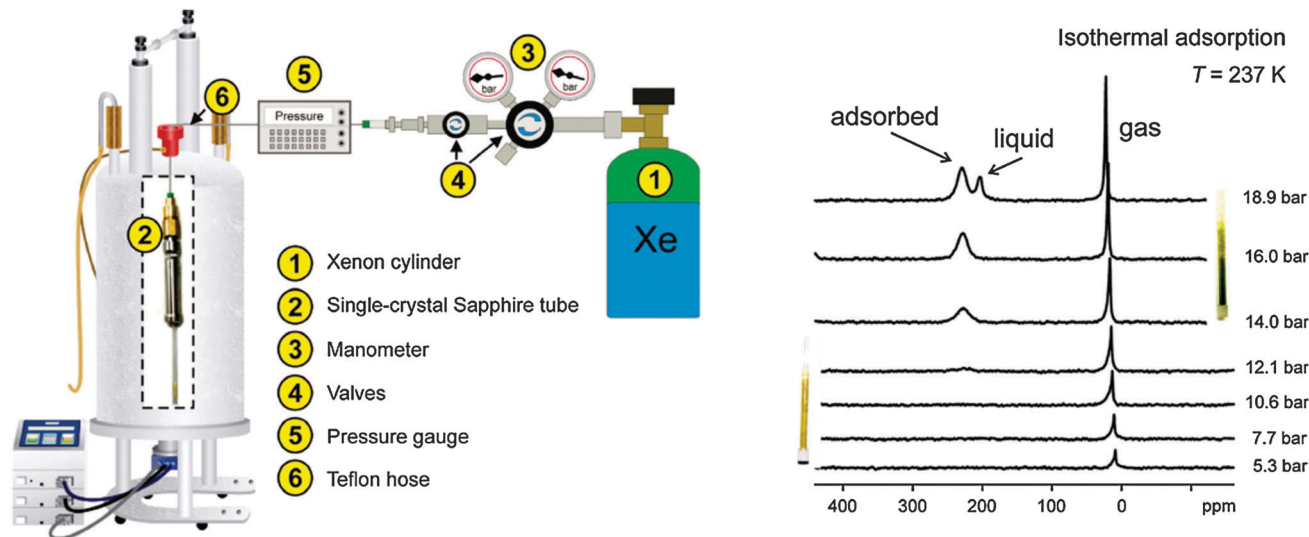 6
5
3
bar
bar
Pressure
4
1
Xe
2
1 Xenon cylinder
2 Single-crystal Sapphire tube
3 Manometer
4 Valves
5 Pressure gauge
6 Teflon hose
Isothermal adsorption
T = 237 K
adsorbed
liquid
gas
18.9 bar
16.0 bar
14.0 bar
12.1 bar
10.6 bar
7.7 bar
5.3 bar
400 300 200 100 0 ppm